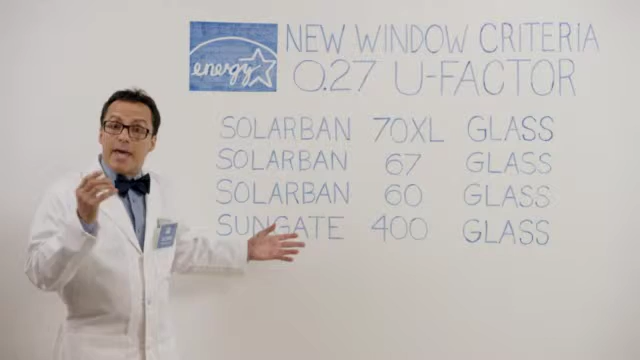 energy
NEW WINDOW CRITERIA
0.27 U-FACTOR
SOLARBAN 70XL GLASS
SOLARBAN 67 GLASS
SOLARBAN 60 GLASS
SUNGATE 400 GLASS